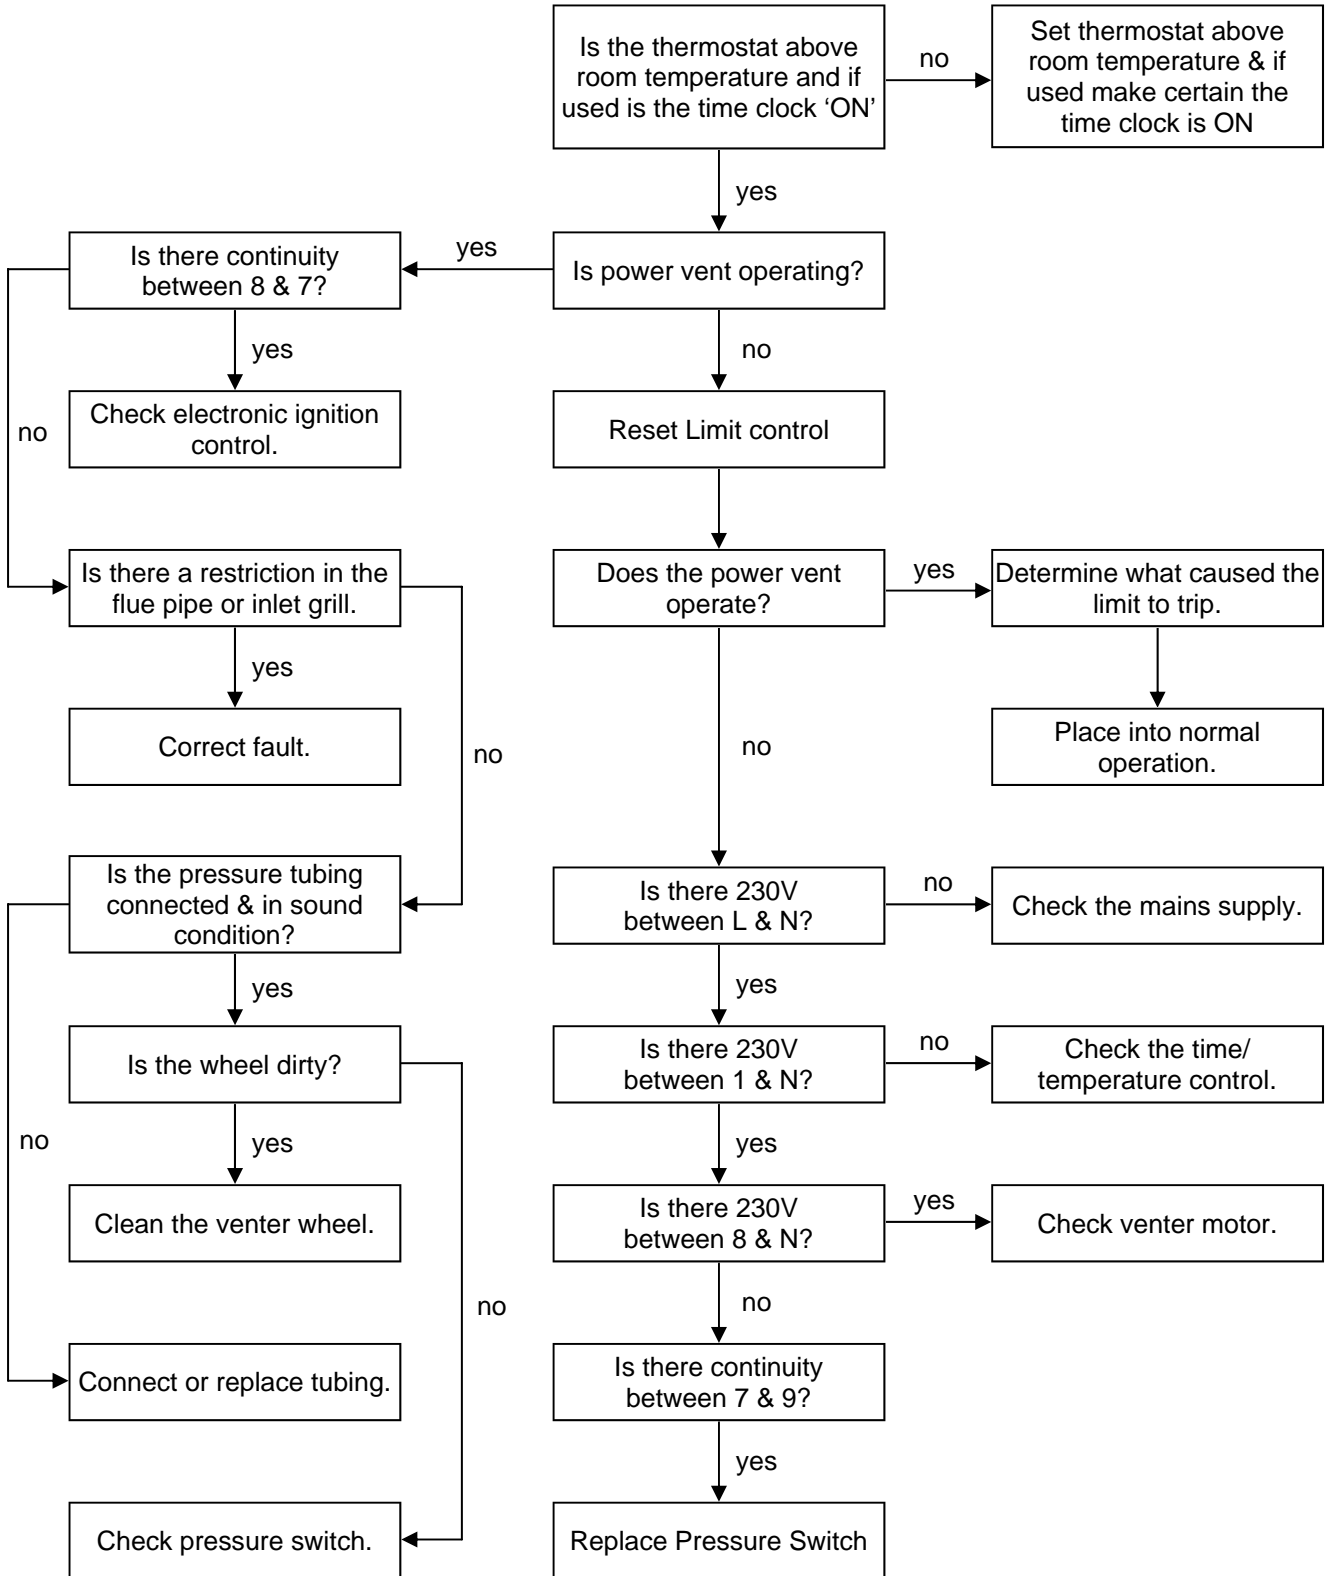 Is the thermostat above
room temperature and if
used is the time clock ‘ON’
no
Set thermostat above
room temperature & if
used make certain the
time clock is ON
yes
Is there continuity
between 8 & 7?
yes
Is power vent operating?
yes
no
no
Check electronic ignition
control.
Reset Limit control
Is there a restriction in the
flue pipe or inlet grill.
Does the power vent
operate?
yes
Determine what caused the
limit to trip.
yes
Correct fault.
no
no
Place into normal
operation.
Is the pressure tubing
connected & in sound
condition?
Is there 230V
between L & N?
no
Check the mains supply.
yes
yes
Is the wheel dirty?
Is there 230V
between 1 & N?
no
Check the time/
temperature control.
no
yes
yes
Clean the venter wheel.
Is there 230V
between 8 & N?
yes
Check venter motor.
no
no
Connect or replace tubing.
Is there continuity
between 7 & 9?
yes
Check pressure switch.
Replace Pressure Switch